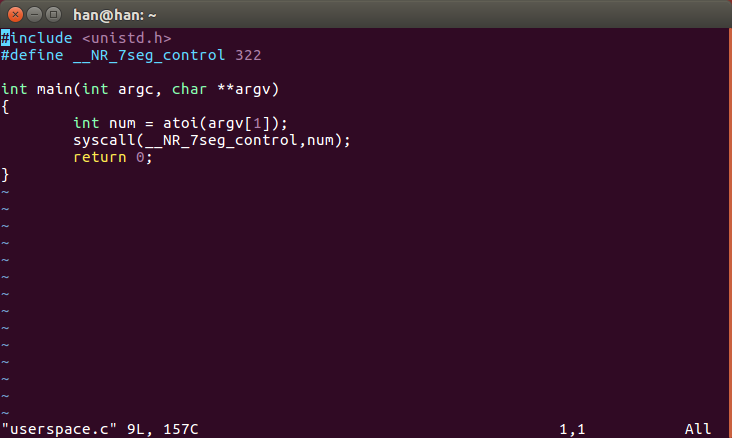 han@han: ~
#include <unistd.h>
#define __NR_7seg_control 322

int main(int argc, char **argv)
{
        int num = atoi(argv[1]);
        syscall(__NR_7seg_control,num);
        return 0;
}
~
~
~
~
~
~
~
~
~
~
~
~
~
~
"userspace.c" 9L, 157C 1,1 All